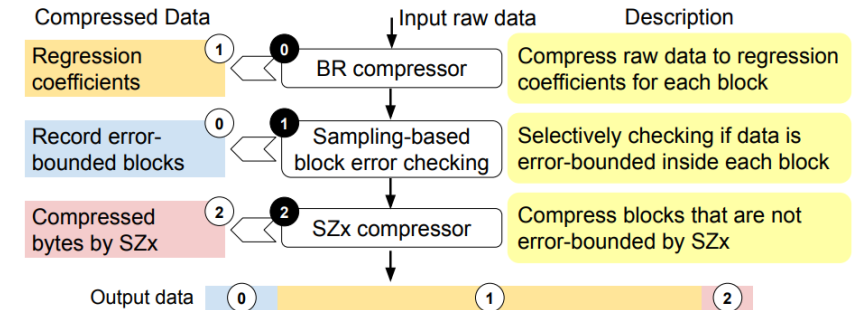 Compressed Data
Input raw data
Description
Regression
coefficients
1
0
BR compressor
Compress raw data to regression
coefficients for each block
Record error-
bounded blocks
0
1
Sampling-based
block error checking
Selectively checking if data is
error-bounded inside each block
Compressed
bytes by SZx
2
2
SZx compressor
Compress blocks that are not
error-bounded by SZx
Output data
0
1
2